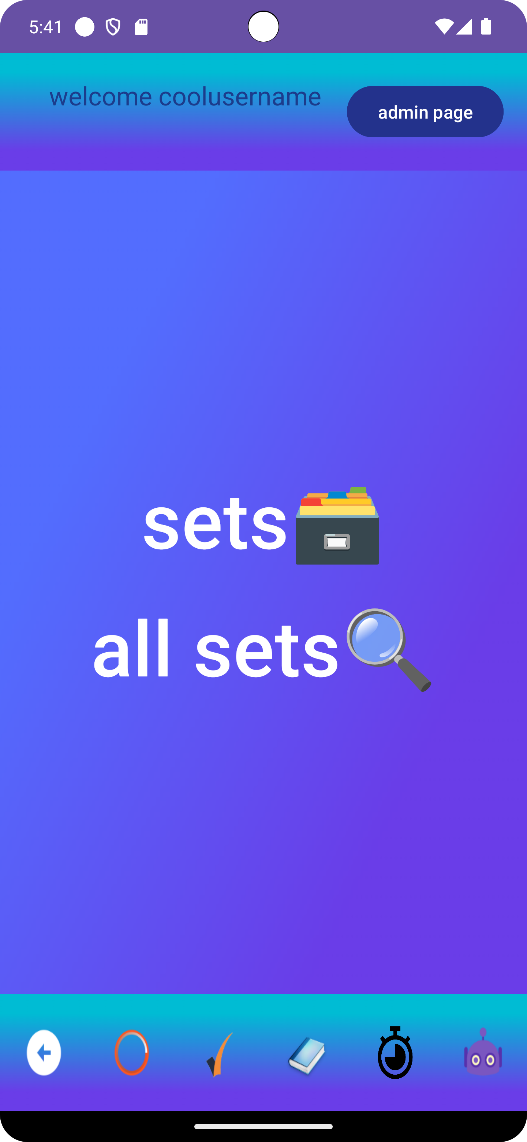 5:41
welcome coolusername
admin page
sets
all sets